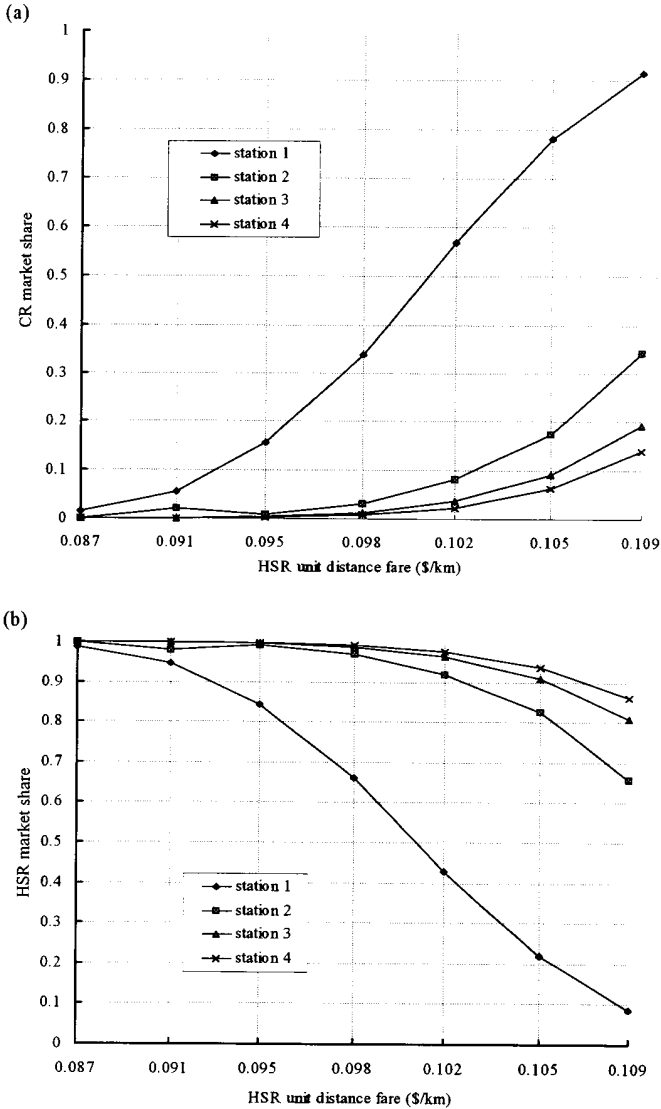 (a)
1
0.9
0.8
0.7
0.6
0.5
0.4
0.3
0.2
0.1
0
CR market share
station 1
station 2
station 3
station 4
0.087 0.091 0.095 0.098 0.102 0.105 0.109
HSR unit distance fare ($/km)
(b)
1
0.9
0.8
0.7
0.6
0.5
0.4
0.3
0.2
0.1
0
HSR market share
station 1
station 2
station 3
station 4
0.087 0.091 0.095 0.098 0.102 0.105 0.109
HSR unit distance fare ($/km)